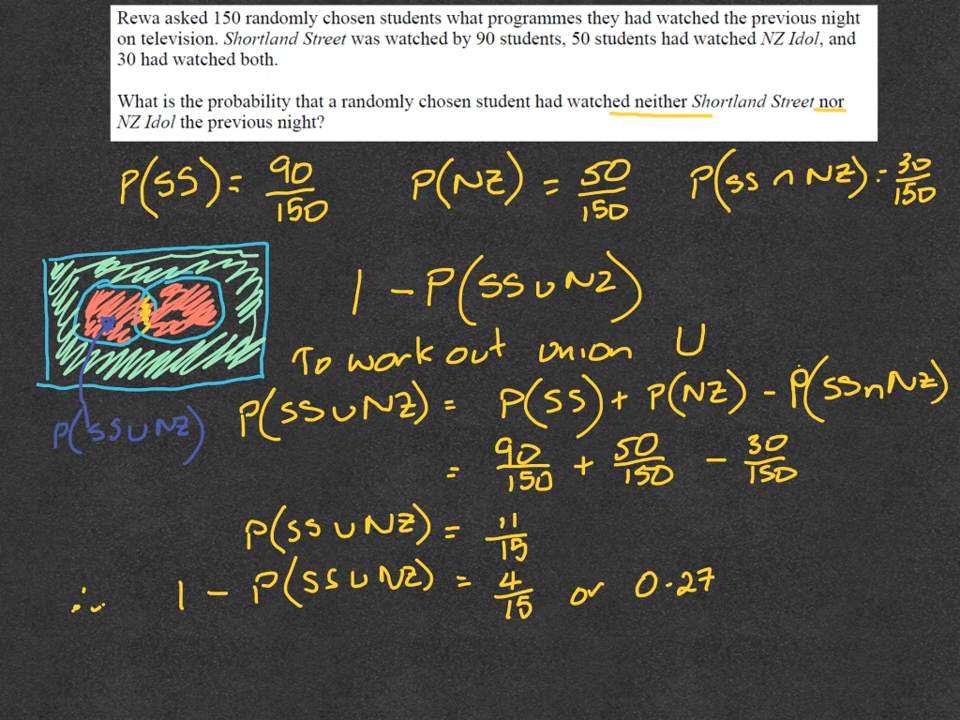 Rewa asked 150 randomly chosen students what programmes they had watched the previous night
on television. Shortland Street was watched by 90 students, 50 students had watched NZ Idol, and
30 had watched both.
What is the probability that a randomly chosen student had watched neither Shortland Street nor
NZ Idol the previous night?
P(SS) = 90/150 P(NZ) = 50/150 P(SS ∩ NZ) = 30/150
1 - P(SS ∪ NZ)
To work out union ∪
P(SS ∪ NZ) = P(SS) + P(NZ) - P(SS ∩ NZ)
P(SS ∪ NZ)
= 90/150 + 50/150 - 30/150
P(SS ∪ NZ) = 11/15
∴ 1 - P(SS ∪ NZ) = 4/15 or 0.27